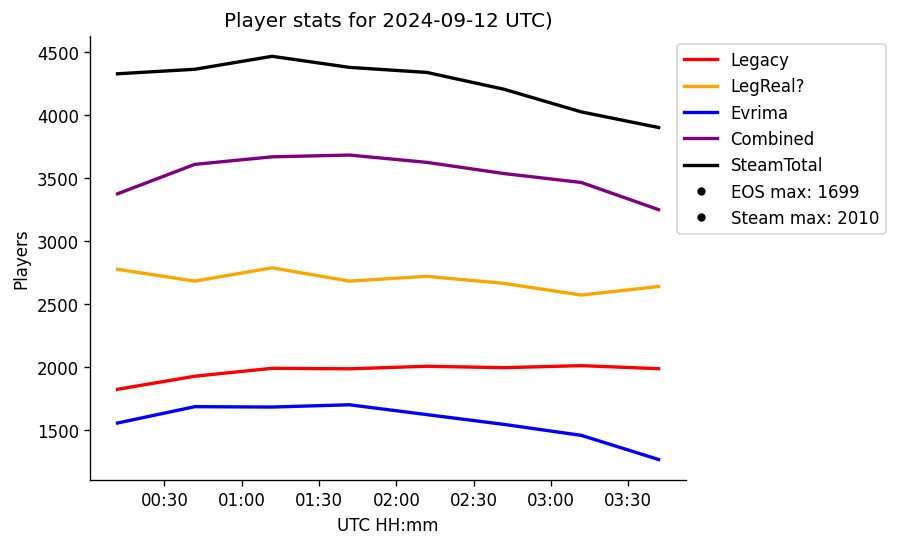 Player stats for 2024-09-12 UTC)
4500
4000
3500
3000
2500
2000
1500
Players
00:30 01:00 01:30 02:00 02:30 03:00 03:30
UTC HH:mm
Legacy
LegReal?
Evrima
Combined
SteamTotal
EOS max: 1699
Steam max: 2010